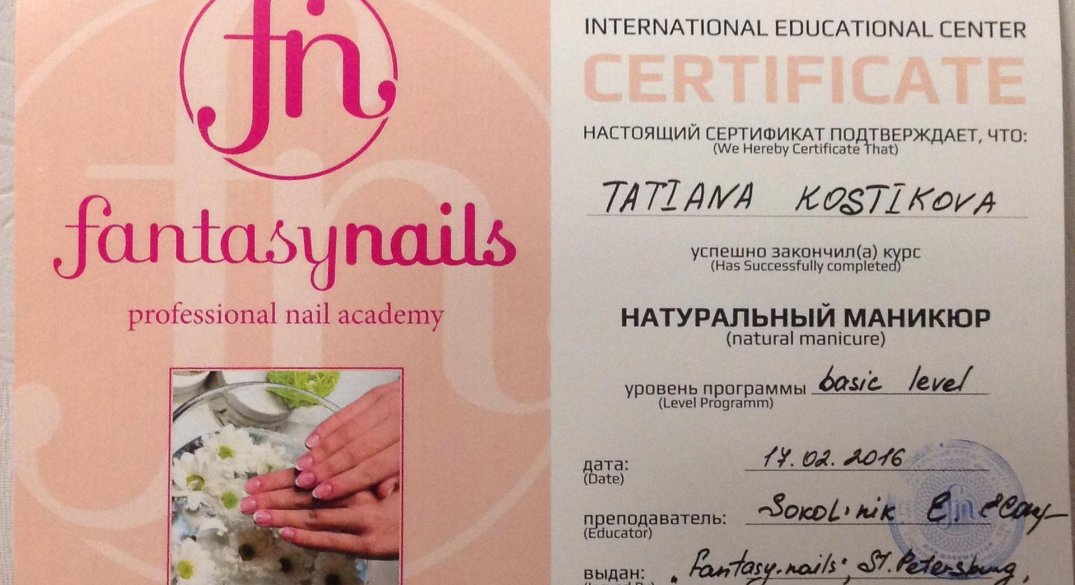 fn
fantasynails
professional nail academy
INTERNATIONAL EDUCATIONAL CENTER
CERTIFICATE
НАСТОЯЩИЙ СЕРТИФИКАТ ПОДТВЕРЖДАЕТ, ЧТО:
(We Hereby Certificate That)
TATIANA KOSTIKOVA
успешно закончил(а) курс
(Has Successfully completed)
НАТУРАЛЬНЫЙ МАНИКЮР
(natural manicure)
уровень программы basic level
(Level Programm)
дата: 17.02.2016
(Date)
преподаватель: SOKOLNIK E.
(Educator)
выдан: "Fantasy-nails", ST. Petersburg,